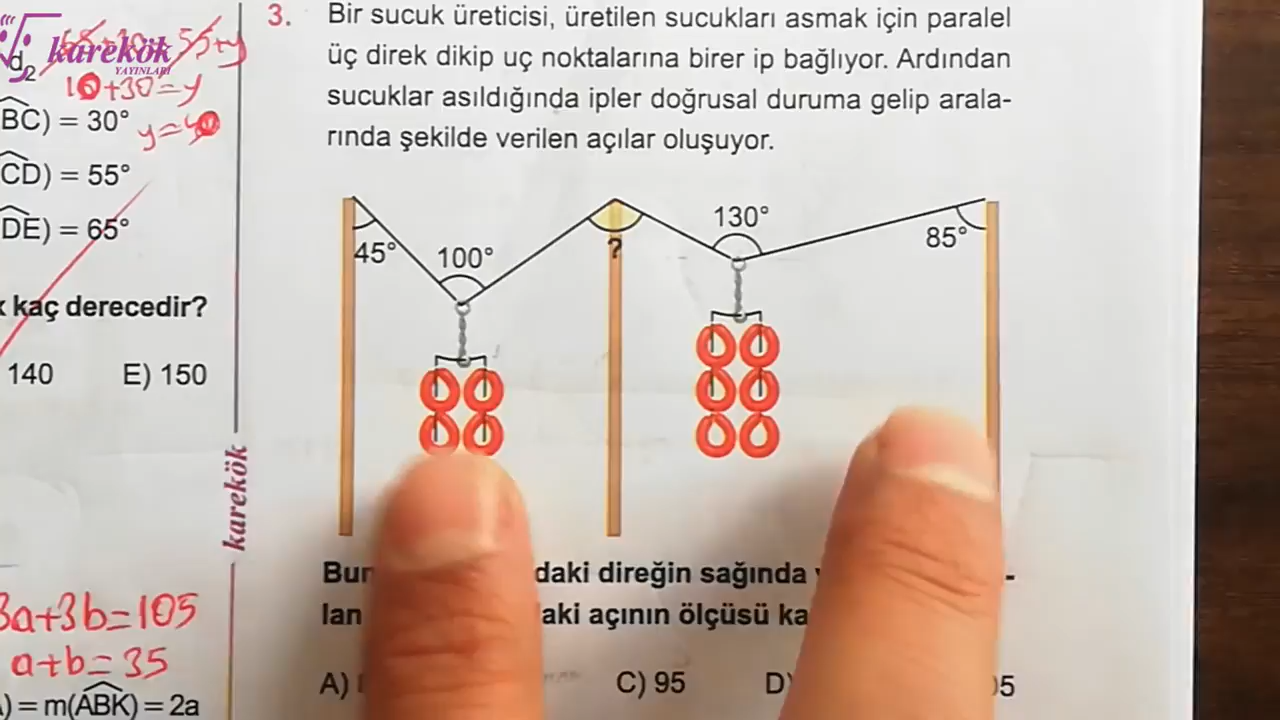 karekök
YAYINLARI
d2
10+30=y
y=40
BC) = 30°
CD) = 55°
DE) = 65°
kaç derecedir?
140 E) 150
karekök
3a+3b=105
a+b=35
) = m(ABK) = 2a
3. Bir sucuk üreticisi, üretilen sucukları asmak için paralel
üç direk dikip uç noktalarına birer ip bağlıyor. Ardından
sucuklar asıldığında ipler doğrusal duruma gelip arala-
rında şekilde verilen açılar oluşuyor.
45° 100° ? 130° 85°
daki direğin sağında
lan aki açının ölçüsü
A) C) 95 D)